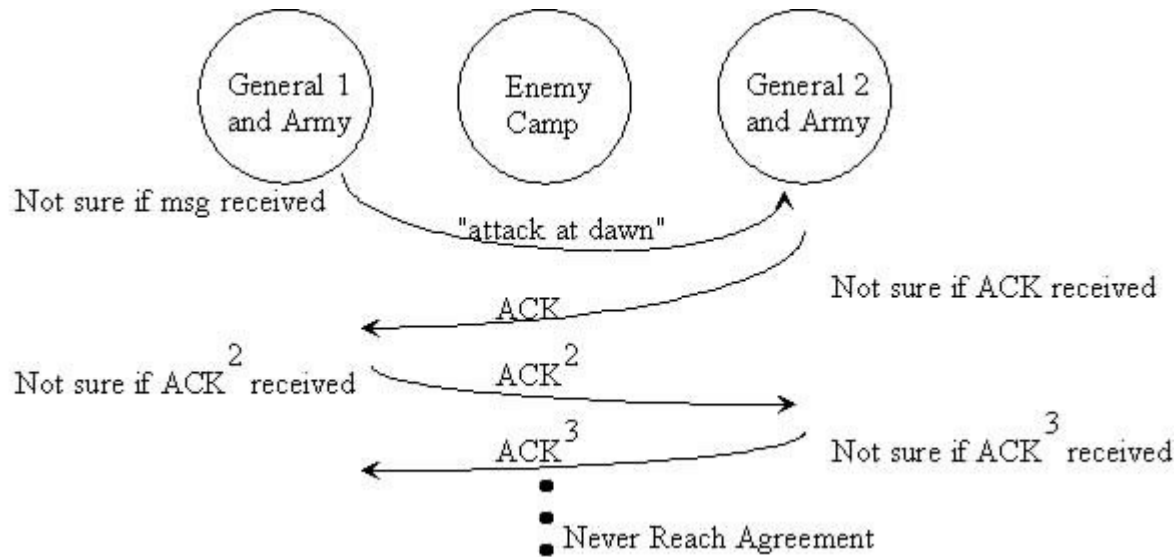 General 1
and Army
Enemy
Camp
General 2
and Army
Not sure if msg received
"attack at dawn"
Not sure if ACK received
ACK
Not sure if ACK² received
ACK²
ACK³
Not sure if ACK³ received
Never Reach Agreement